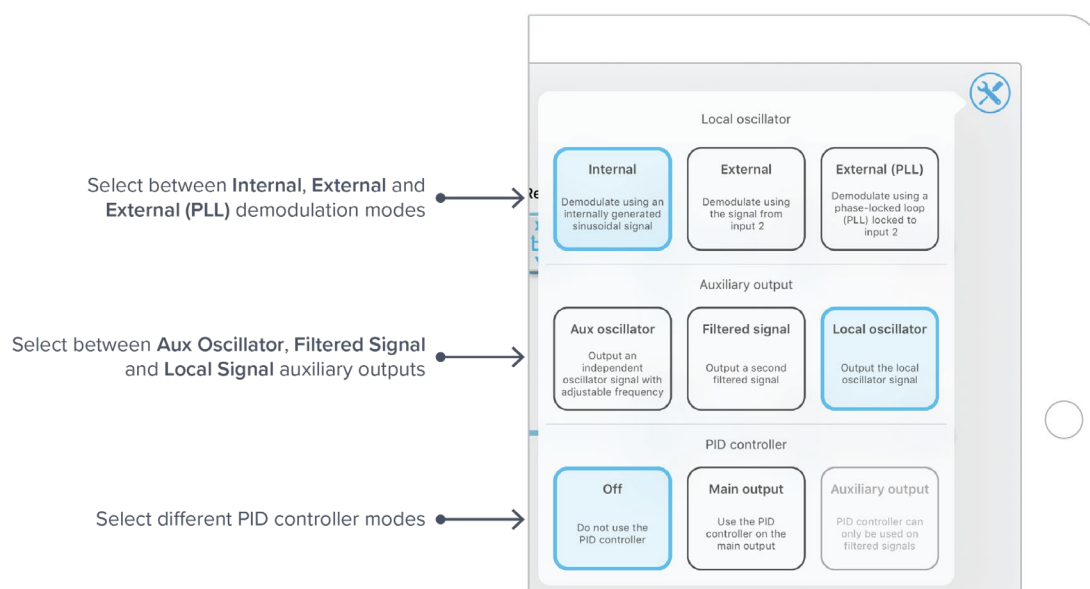 Local oscillator
Select between Internal, External and
External (PLL) demodulation modes
Re
Internal
Demodulate using an
internally generated
sinusoidal signal
External
Demodulate using
the signal from
input 2
External (PLL)
Demodulate using a
phase-locked loop
(PLL) locked to
input 2
Auxiliary output
Select between Aux Oscillator, Filtered Signal
and Local Signal auxiliary outputs
Aux oscillator
Output an
independent
oscillator signal with
adjustable frequency
Filtered signal
Output a second
filtered signal
Local oscillator
Output the local
oscillator signal
PID controller
Select different PID controller modes
Off
Do not use the
PID controller
Main output
Use the PID
controller on the
main output
Auxiliary output
PID controller can
only be used on
filtered signals